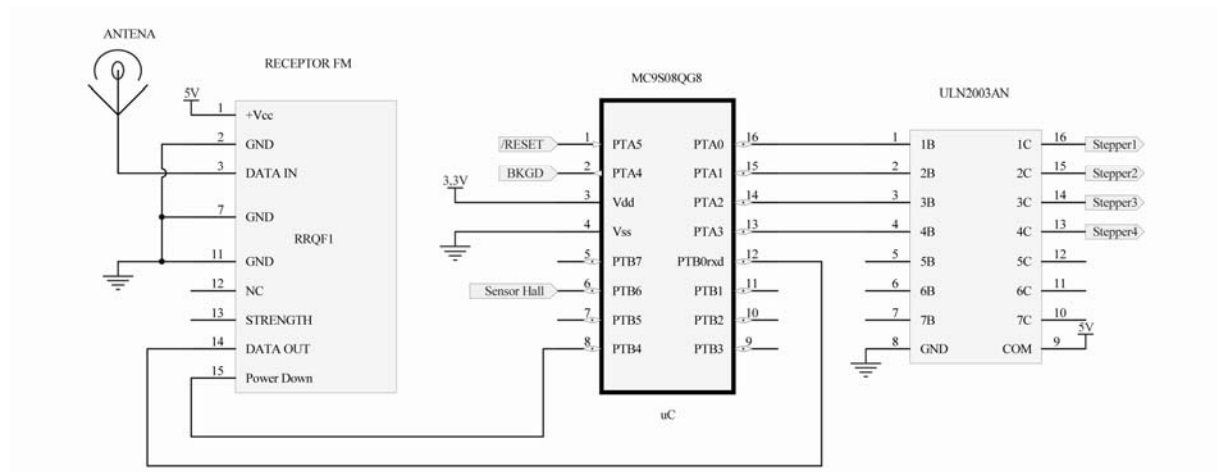 ANTENA
RECEPTOR FM
5V
1 +Vcc
2 GND
3 DATA IN
7 GND
RRQF1
11 GND
12 NC
13 STRENGTH
14 DATA OUT
15 Power Down
MC9S08QG8
/RESET 1 PTA5 PTA0 16
BKGD 2 PTA4 PTA1 15
3,3V 3 Vdd PTA2 14
4 Vss PTA3 13
5 PTB7 PTB0rxd 12
Sensor Hall 6 PTB6 PTB1 11
7 PTB5 PTB2 10
8 PTB4 PTB3 9
uC
ULN2003AN
1 1B 1C 16 Stepper1
2 2B 2C 15 Stepper2
3 3B 3C 14 Stepper3
4 4B 4C 13 Stepper4
5 5B 5C 12
6 6B 6C 11
7 7B 7C 10
5V
8 GND COM 9